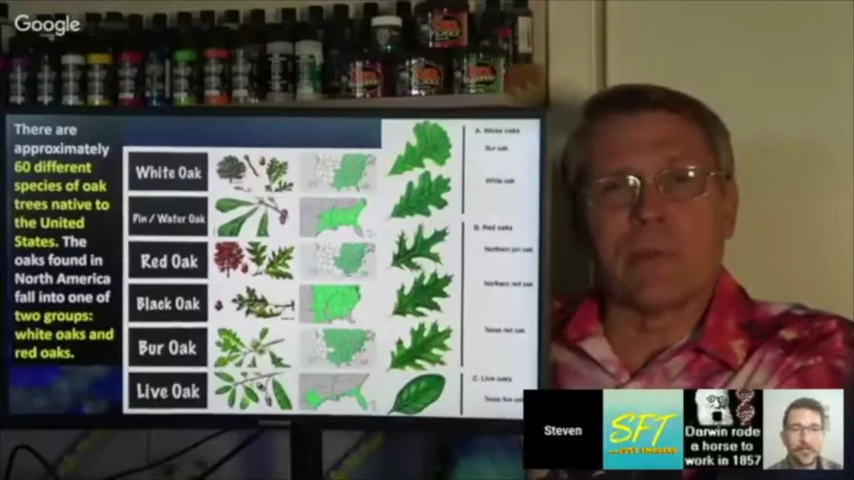 Google
There are
approximately
60 different
species of oak
trees native to
the United
States. The
oaks found in
North America
fall into one of
two groups:
white oaks and
red oaks.
White Oak
Pin / Water Oak
Red Oak
Black Oak
Bur Oak
Live Oak
A. White oaks
Bur oak
White oak
B. Red oaks
Northern pin oak
Northern red oak
Texas red oak
C. Live oaks
Texas live oak
Steven
SFT
Darwin rode
a horse to
work in 1857